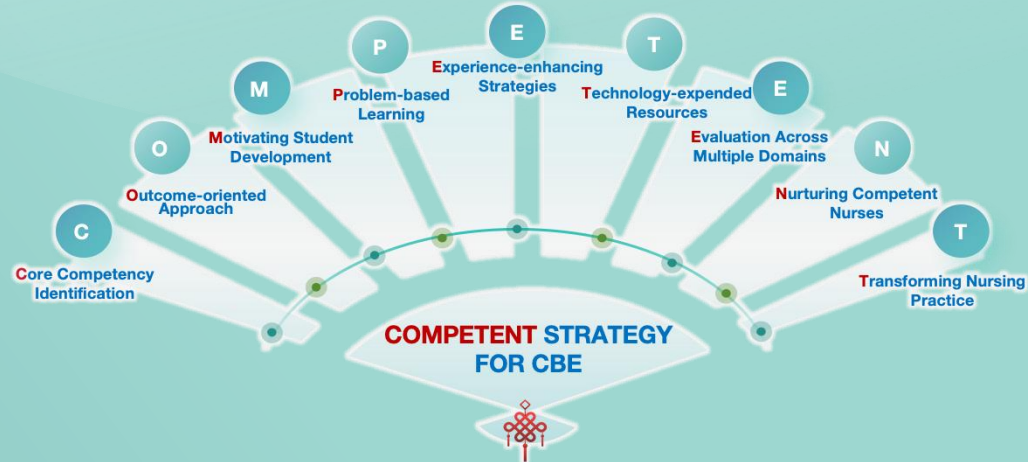 C
Core Competency
Identification
O
Outcome-oriented
Approach
M
Motivating Student
Development
P
Problem-based
Learning
E
Experience-enhancing
Strategies
T
Technology-expended
Resources
E
Evaluation Across
Multiple Domains
N
Nurturing Competent
Nurses
T
Transforming Nursing
Practice
COMPETENT STRATEGY
FOR CBE